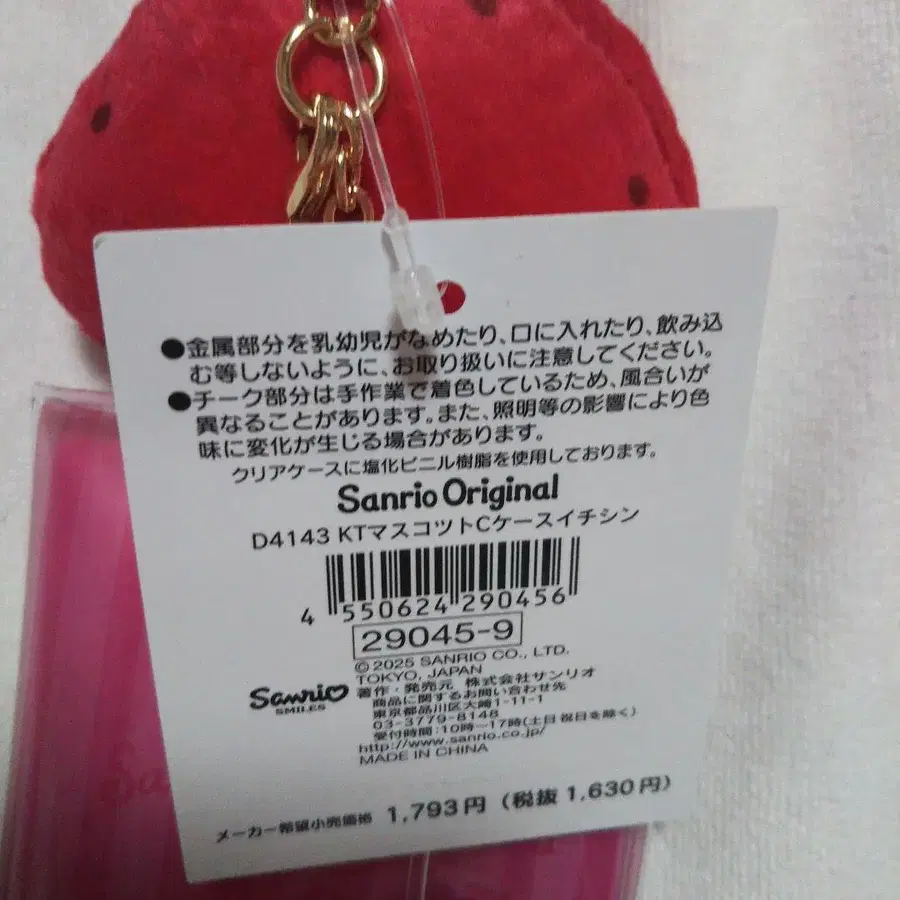 ●金属部分を乳幼児がなめたり、口に入れたり、飲み込
む等しないように、お取り扱いに注意してください。
●チーク部分は手作業で着色しているため、風合いが
異なることがあります。また、照明等の影響により色
味に変化が生じる場合があります。
クリアケースに塩化ビニル樹脂を使用しております。
Sanrio Original
D4143 KTマスコットCケースイチシン
4 550624 290456
29045-9
© 2025 SANRIO CO., LTD.
TOKYO, JAPAN
著作・発売元 株式会社サンリオ
商品に関するお問い合わせ先
東京都品川区大崎1-11-1
03-3779-8148
受付時間:10時―17時(土日祝日を除く)
http://www.sanrio.co.jp/
MADE IN CHINA
Sanrio
SMILES
メーカー希望小売価格 1,793円 (税抜 1,630円)